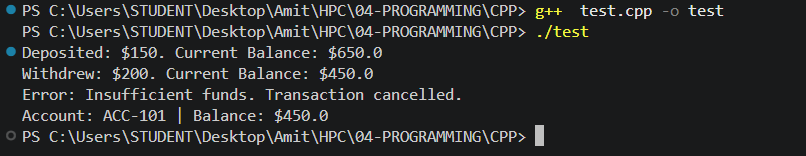 PS C:\Users\STUDENT\Desktop\Amit\HPC\04-PROGRAMMING\CPP> g++  test.cpp -o test
PS C:\Users\STUDENT\Desktop\Amit\HPC\04-PROGRAMMING\CPP> ./test
Deposited: $150. Current Balance: $650.0
Withdrew: $200. Current Balance: $450.0
Error: Insufficient funds. Transaction cancelled.
Account: ACC-101 | Balance: $450.0
PS C:\Users\STUDENT\Desktop\Amit\HPC\04-PROGRAMMING\CPP>